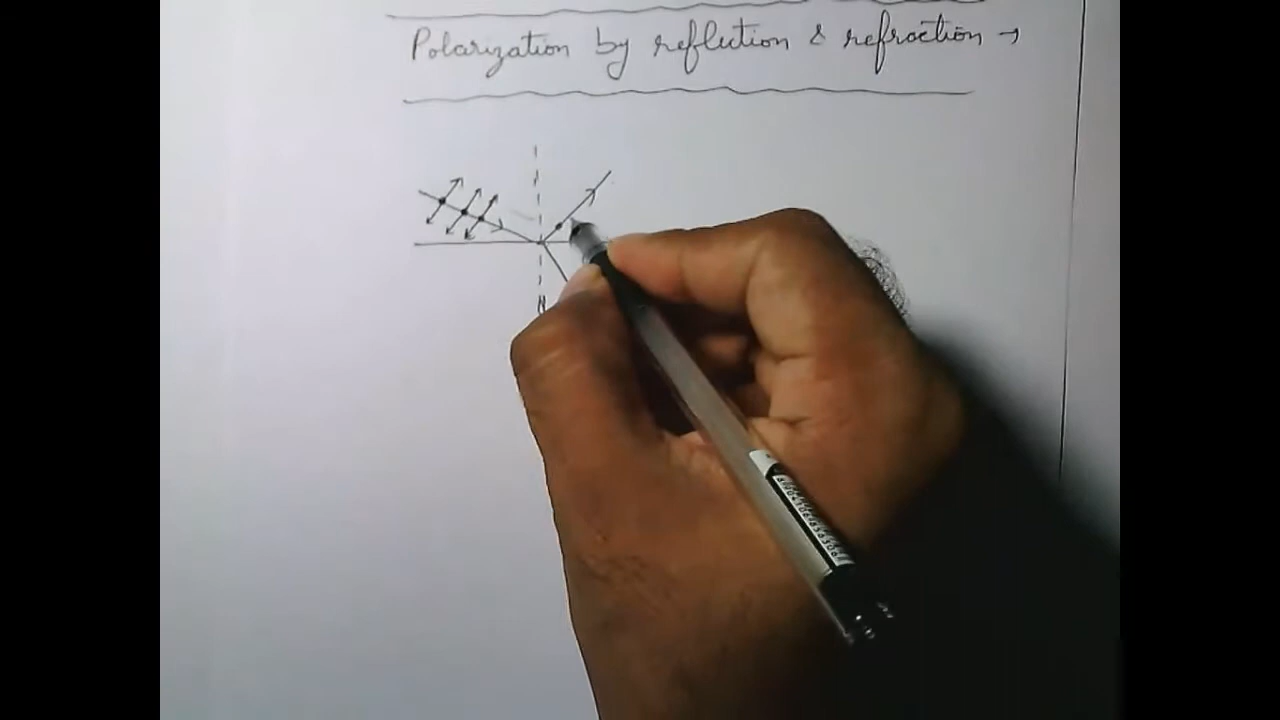 Polarization by reflection & refraction →
N